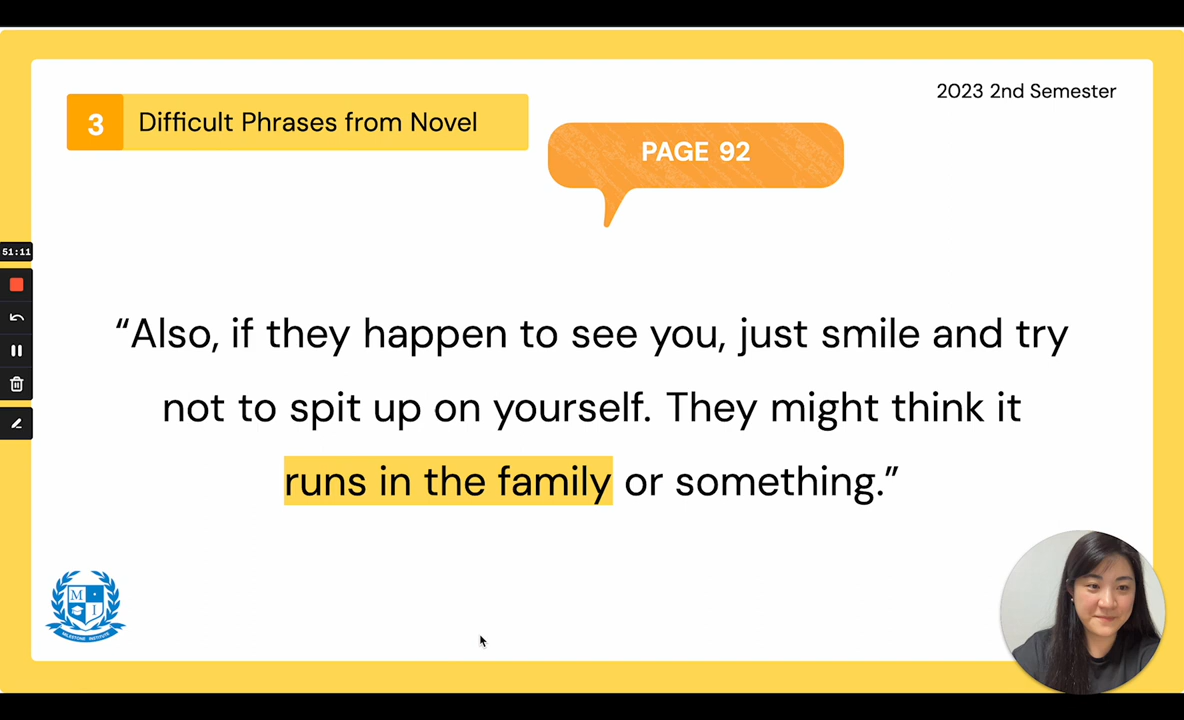 2023 2nd Semester
3
Difficult Phrases from Novel
PAGE 92
51:11
“Also, if they happen to see you, just smile and try
not to spit up on yourself. They might think it
runs in the family or something.”
M
I
MILESTONE INSTITUTE